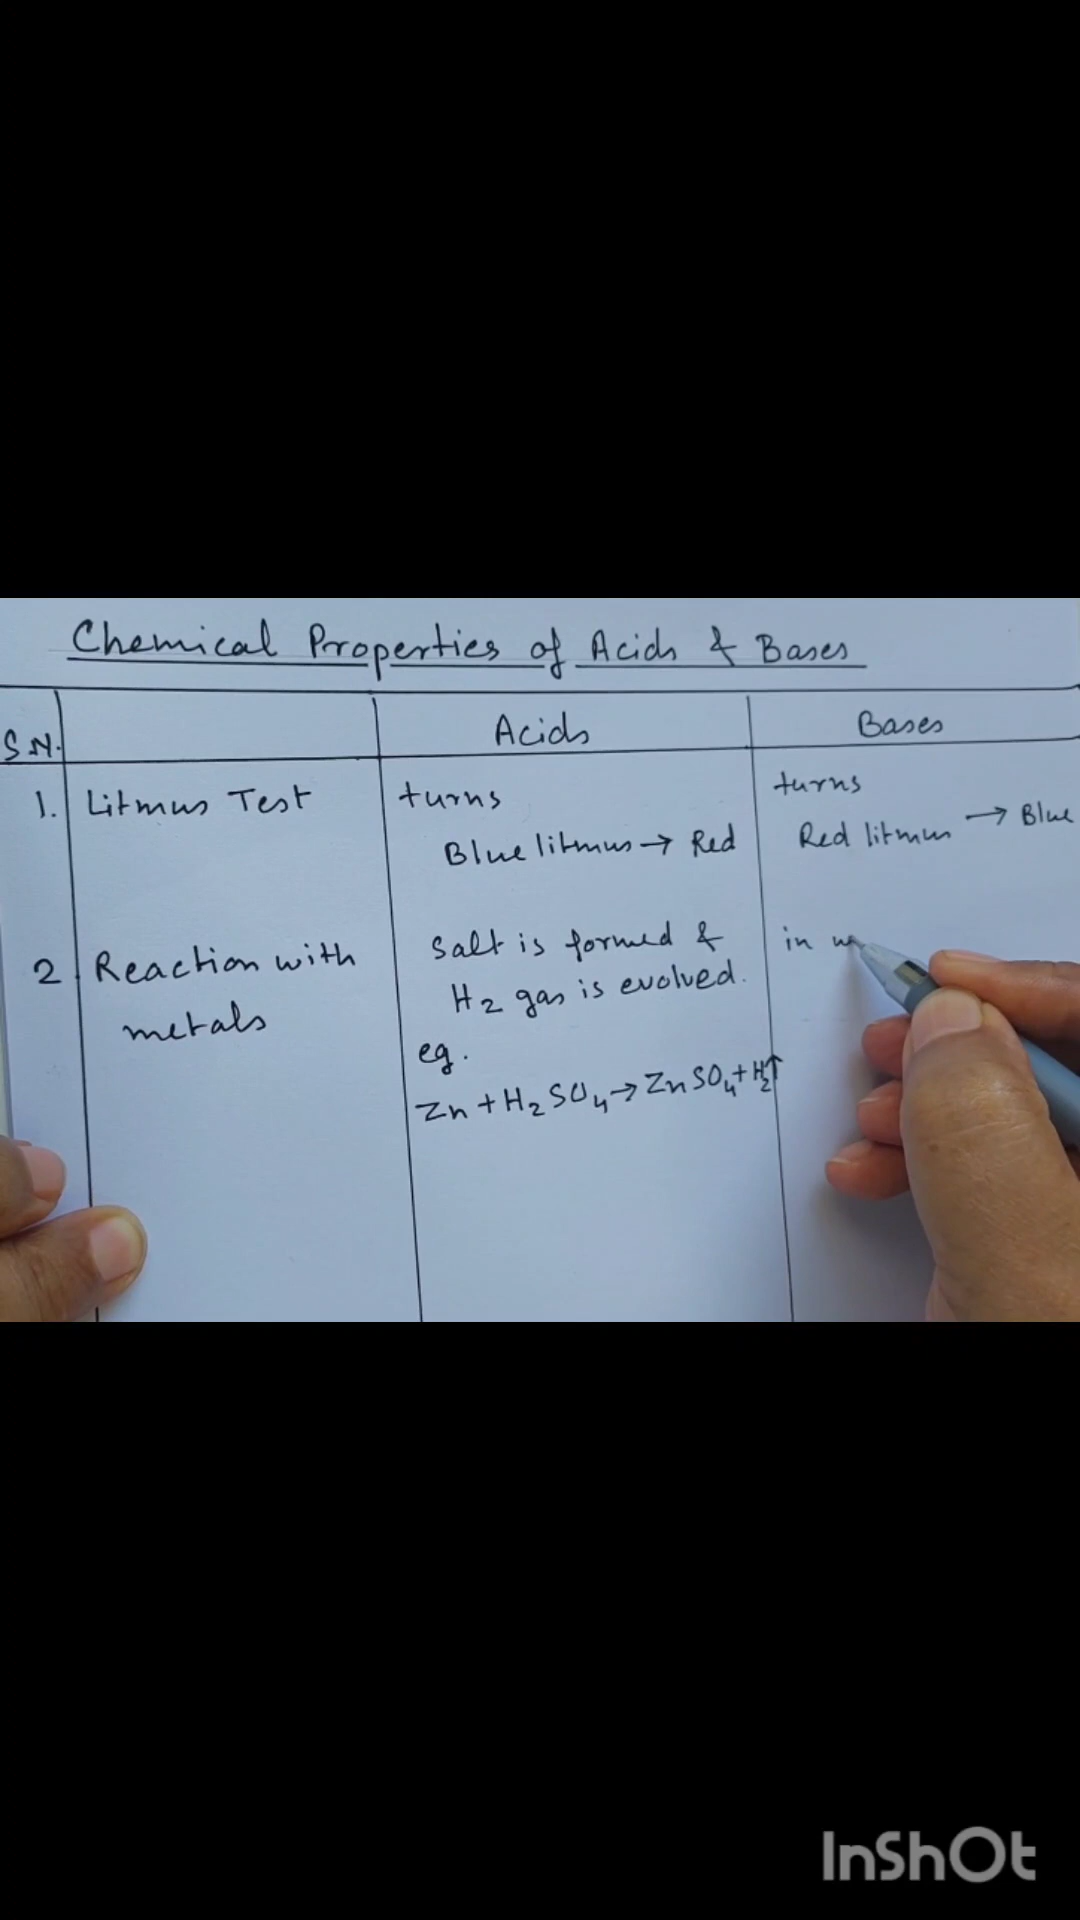 Chemical Properties of Acids & Bases
S.N.
Acids
Bases
1. Litmus Test
turns
Blue litmus → Red
turns
Red litmus → Blue
2. Reaction with
metals
Salt is formed &
H2 gas is evolved.
eg.
Zn + H2SO4 → ZnSO4 + H2↑
in
InShOt